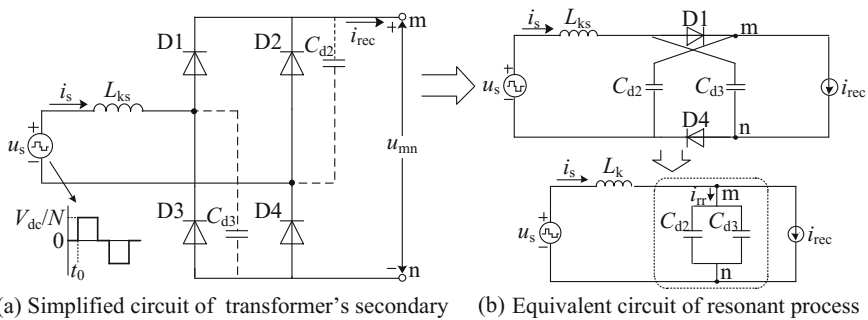 m
+
i_rec
D1
D2
C_d2
i_s
L_ks
+
u_s
−
u_mn
V_dc/N
0
t_0
D3
C_d3
D4
−
n
(a) Simplified circuit of transformer's secondary
i_s
L_ks
D1
m
+
u_s
−
C_d2
C_d3
i_rec
D4
n
i_s
L_k
i_rr
m
+
u_s
−
C_d2
C_d3
i_rec
n
(b) Equivalent circuit of resonant process